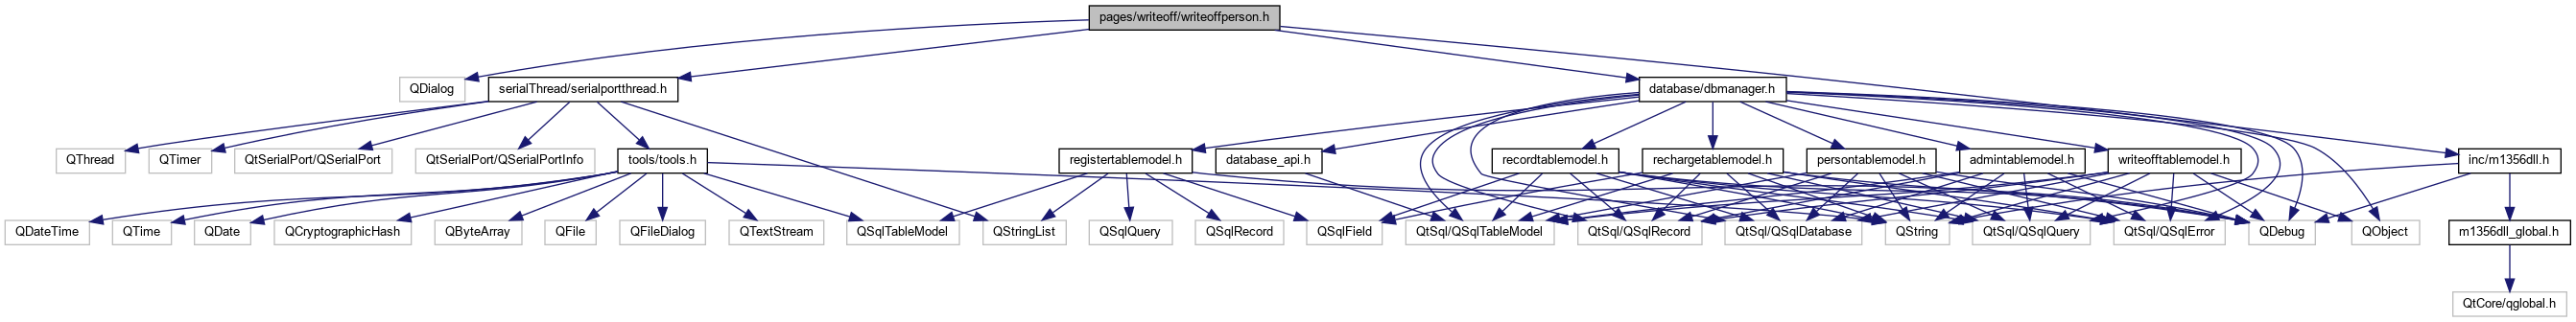 pages/writeoff/writeoffperson.h
QDialog
serialThread/serialportthread.h
database/dbmanager.h
QThread
QTimer
QtSerialPort/QSerialPort
QtSerialPort/QSerialPortInfo
tools/tools.h
registertablemodel.h
database_api.h
recordtablemodel.h
rechargetablemodel.h
persontablemodel.h
admintablemodel.h
writeofftablemodel.h
inc/m1356dll.h
QDateTime
QTime
QDate
QCryptographicHash
QByteArray
QFile
QFileDialog
QTextStream
QSqlTableModel
QStringList
QSqlQuery
QSqlRecord
QSqlField
QtSql/QSqlTableModel
QtSql/QSqlRecord
QtSql/QSqlDatabase
QString
QtSql/QSqlQuery
QtSql/QSqlError
QDebug
QObject
m1356dll_global.h
QtCore/qglobal.h